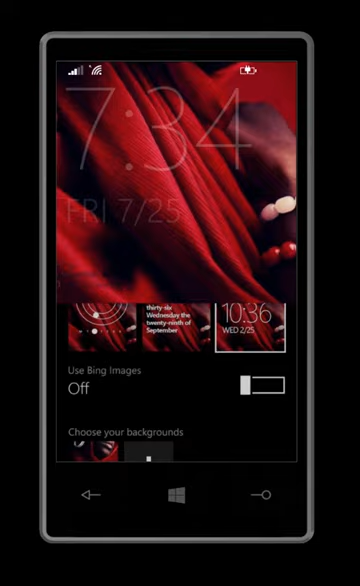 7:34
FRI 7/25
thirty-six
Wednesday the
twenty-ninth of
September
10:36
WED 2/25
Use Bing Images
Off
Choose your backgrounds